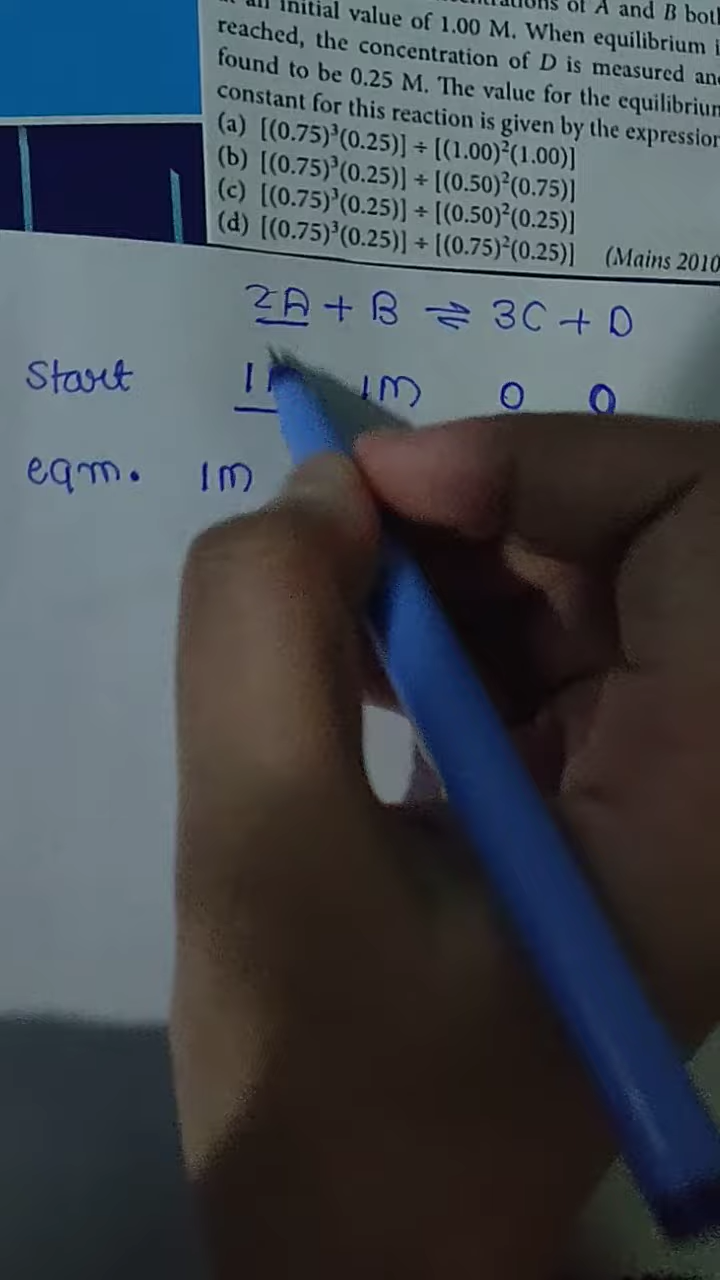 of A and B both
an initial value of 1.00 M. When equilibrium i
reached, the concentration of D is measured and
found to be 0.25 M. The value for the equilibrium
constant for this reaction is given by the expression
(a) [(0.75)³(0.25)] ÷ [(1.00)²(1.00)]
(b) [(0.75)³(0.25)] ÷ [(0.50)²(0.75)]
(c) [(0.75)³(0.25)] ÷ [(0.50)²(0.25)]
(d) [(0.75)³(0.25)] ÷ [(0.75)²(0.25)] (Mains 2010
2A + B ⇌ 3C + D
Start 1M 0 0
eqm. 1M